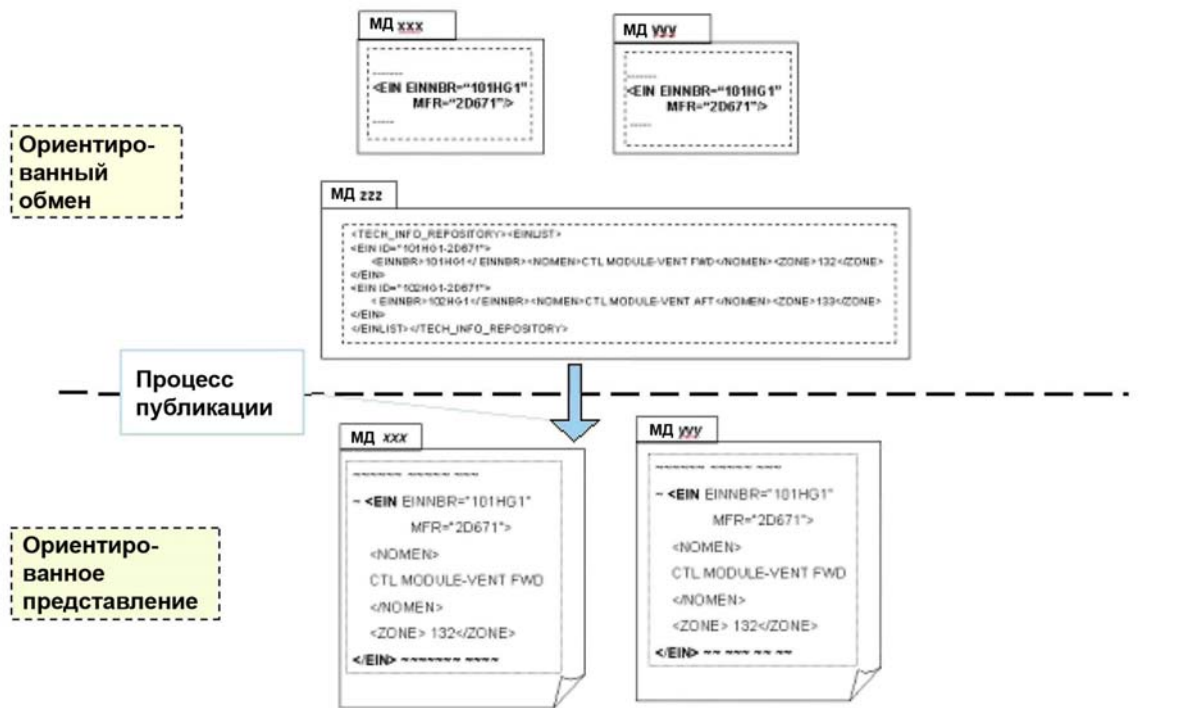 МД xxx
<EIN EINNBR="101HG1"
MFR="2D671"/>
МД yyy
<EIN EINNBR="101HG1"
MFR="2D671"/>
Ориентиро-
ванный
обмен
МД zzz
<TECH_INFO_REPOSITORY><EINLIST>
<EIN ID="101HG1-2D671">
<EINNBR>101HG1</ EINNBR><NOMEN>CTL MODULE-VENT FWD</NOMEN><ZONE>132</ZONE>
</EIN>
<EIN ID="102HG1-2D671">
< EINNBR>102HG1</ EINNBR><NOMEN>CTL MODULE-VENT AFT</NOMEN><ZONE>133</ZONE>
</EIN>
</EINLIST></TECH_INFO_REPOSITORY>
Процесс
публикации
МД xxx
~ <EIN EINNBR="101HG1"
MFR="2D671">
<NOMEN>
CTL MODULE-VENT FWD
</NOMEN>
<ZONE> 132</ZONE>
</EIN> ~~~~~~~ ~~~~
МД yyy
~ <EIN EINNBR="101HG1"
MFR="2D671">
<NOMEN>
CTL MODULE-VENT FWD
</NOMEN>
<ZONE> 132</ZONE>
</EIN> ~~ ~~~ ~~ ~~
Ориентиро-
ванное
представление